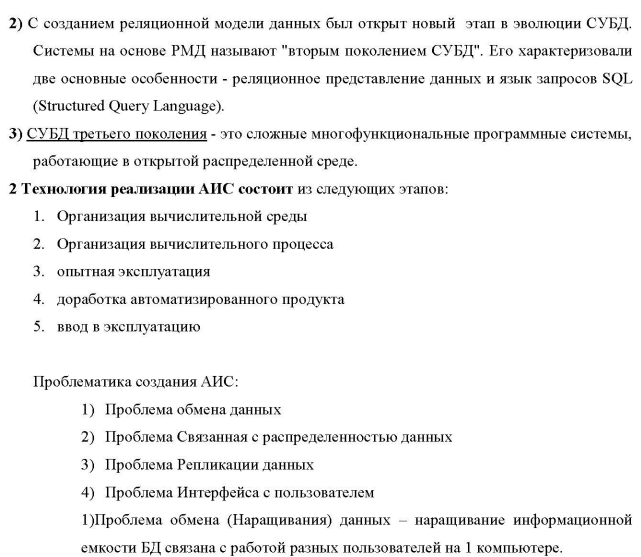 2) С созданием реляционной модели данных был открыт новый этап в эволюции СУБД.
Системы на основе РМД называют "вторым поколением СУБД". Его характеризовали
две основные особенности - реляционное представление данных и язык запросов SQL
(Structured Query Language).
3) СУБД третьего поколения - это сложные многофункциональные программные системы,
работающие в открытой распределенной среде.
2 Технология реализации АИС состоит из следующих этапов:
1. Организация вычислительной среды
2. Организация вычислительного процесса
3. опытная эксплуатация
4. доработка автоматизированного продукта
5. ввод в эксплуатацию
Проблематика создания АИС:
1) Проблема обмена данных
2) Проблема Связанная с распределенностью данных
3) Проблема Репликации данных
4) Проблема Интерфейса с пользователем
1)Проблема обмена (Наращивания) данных – наращивание информационной
емкости БД связана с работой разных пользователей на 1 компьютере.